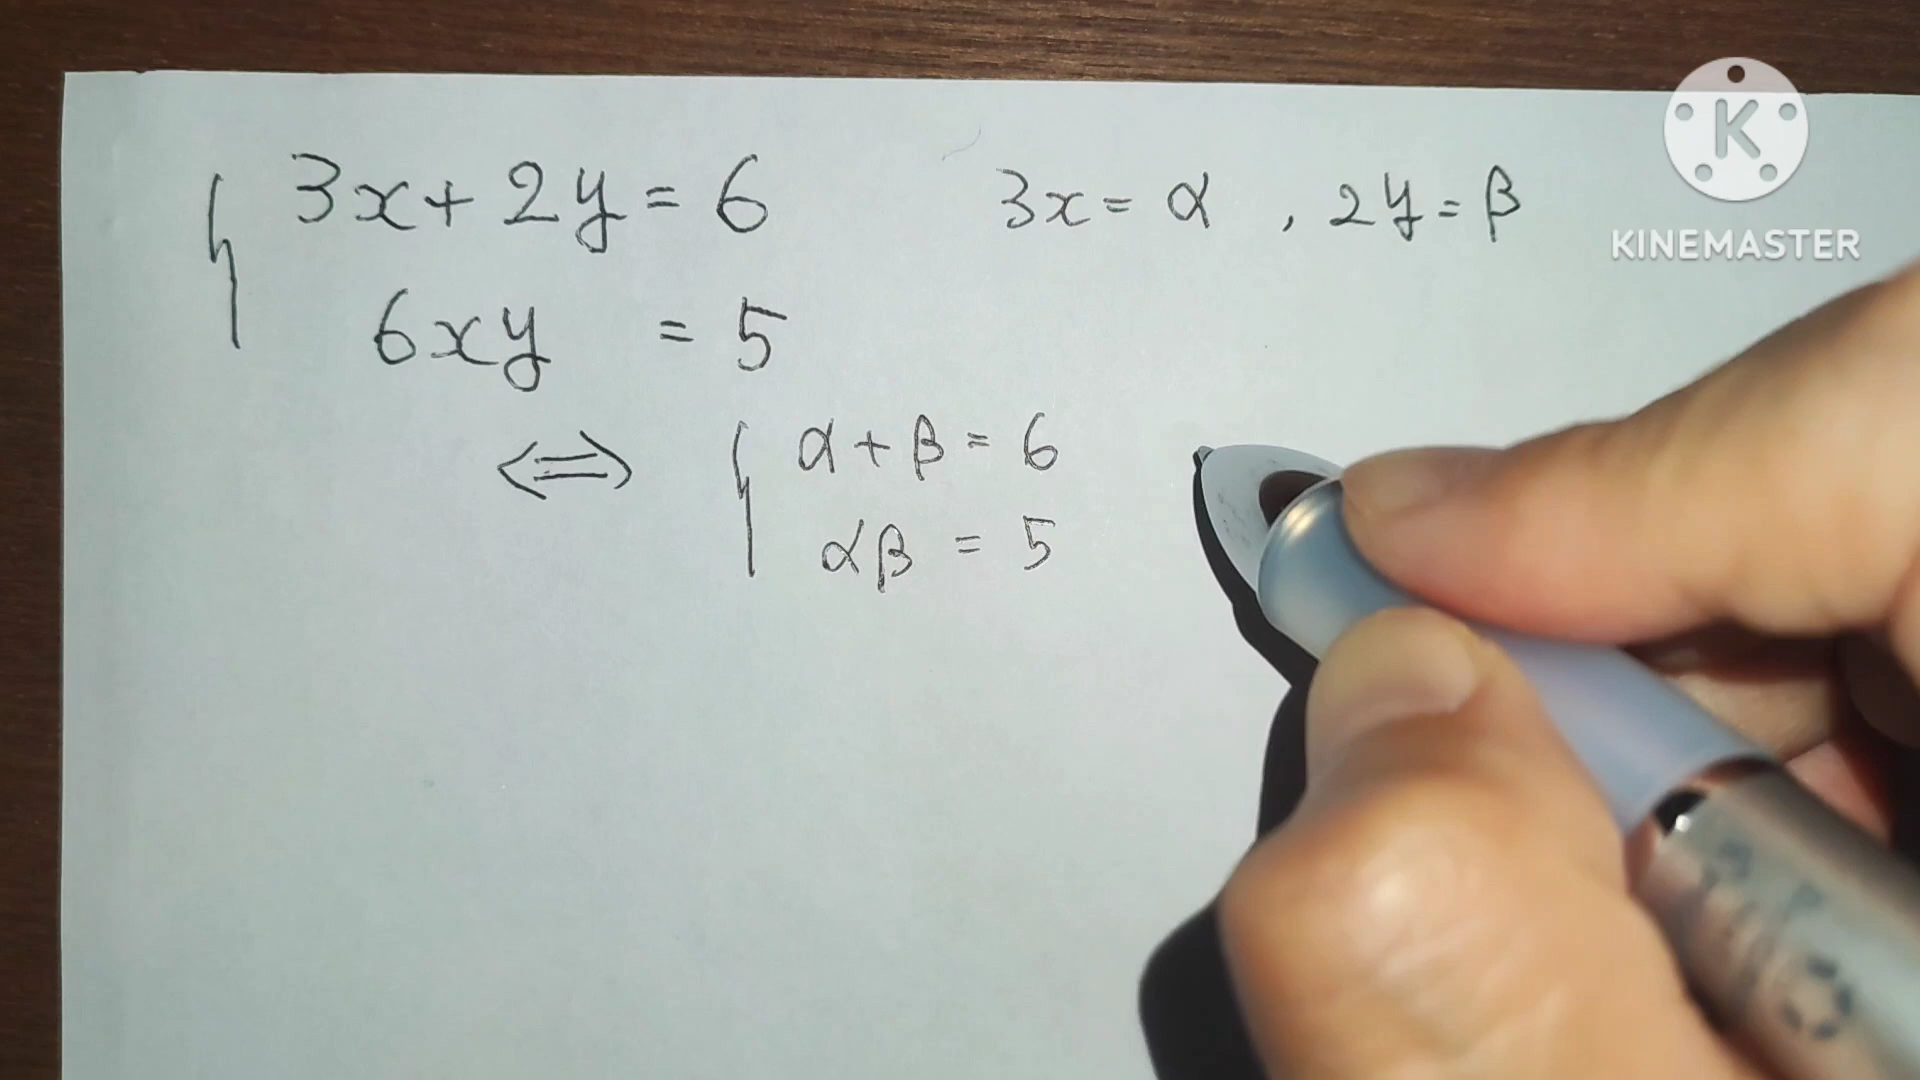 3x + 2y = 6
3x = α , 2y = β
6xy = 5
⇔
α + β = 6
αβ = 5
K
KINEMASTER